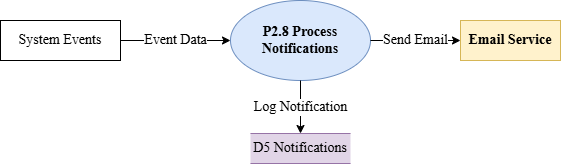 System Events
Event Data
P2.8 Process
Notifications
Send Email
Email Service
Log Notification
D5 Notifications